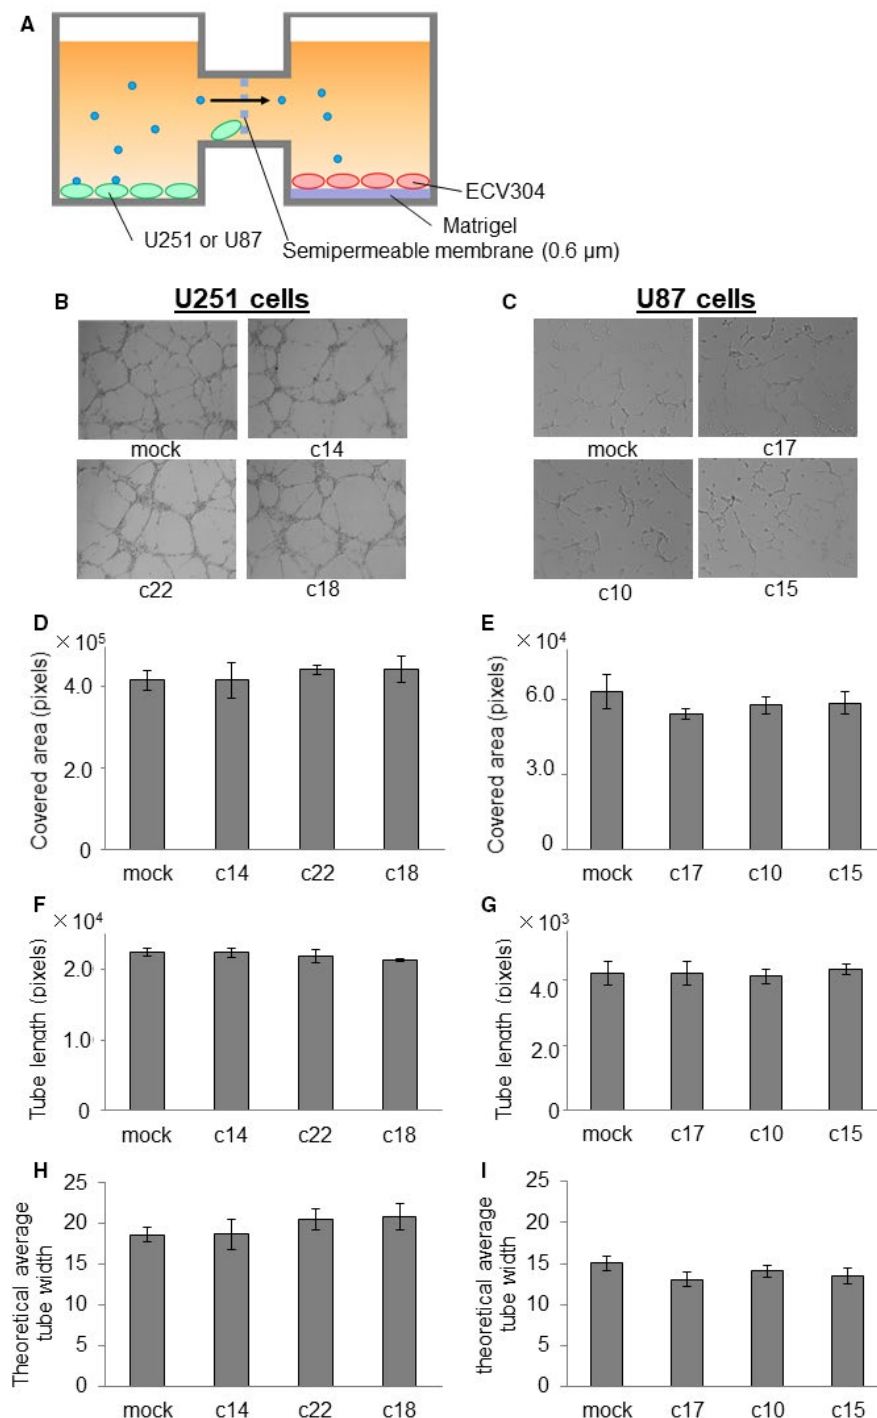 A
ECV304
Matrigel
U251 or U87
Semipermeable membrane (0.6 µm)
B U251 cells
C U87 cells
mock c14
mock c17
c22 c18
c10 c15
D
× 10⁵
Covered area (pixels)
4.0
2.0
0
mock c14 c22 c18
E
× 10⁴
Covered area (pixels)
6.0
3.0
0
mock c17 c10 c15
F
× 10⁴
Tube length (pixels)
2.0
1.0
0
mock c14 c22 c18
G
× 10³
Tube length (pixels)
4.0
2.0
0
mock c17 c10 c15
H
Theoretical average
tube width
25
20
15
10
5
0
mock c14 c22 c18
I
theoretical average
tube width
25
20
15
10
5
0
mock c17 c10 c15